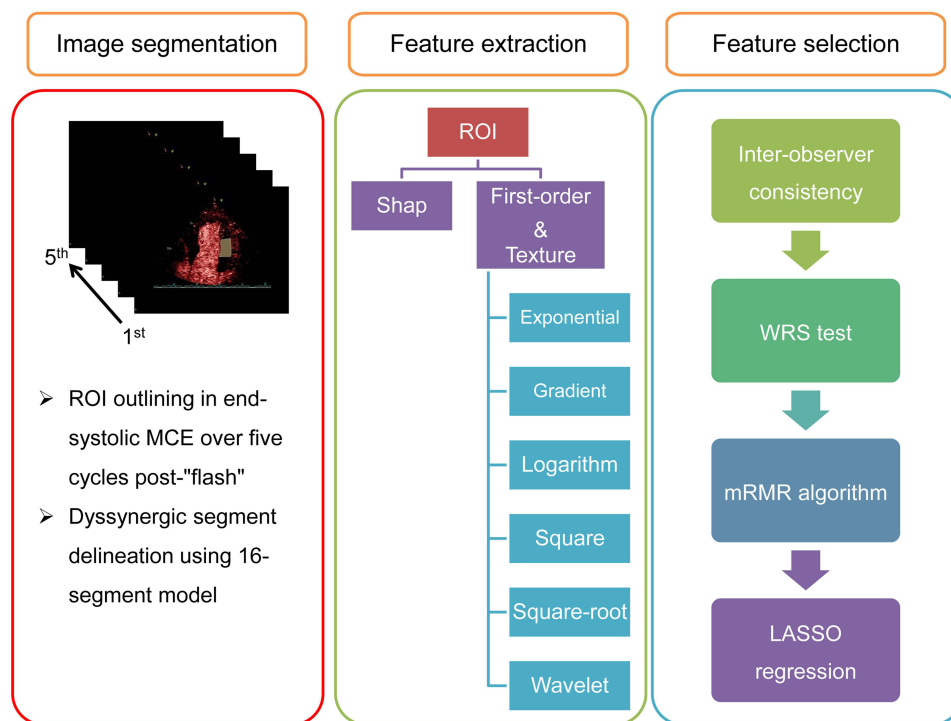 Image segmentation
5th
1st
➢ ROI outlining in end-
systolic MCE over five
cycles post-"flash"
➢ Dyssynergic segment
delineation using 16-
segment model
Feature extraction
ROI
Shap
First-order
&
Texture
Exponential
Gradient
Logarithm
Square
Square-root
Wavelet
Feature selection
Inter-observer
consistency
WRS test
mRMR algorithm
LASSO
regression